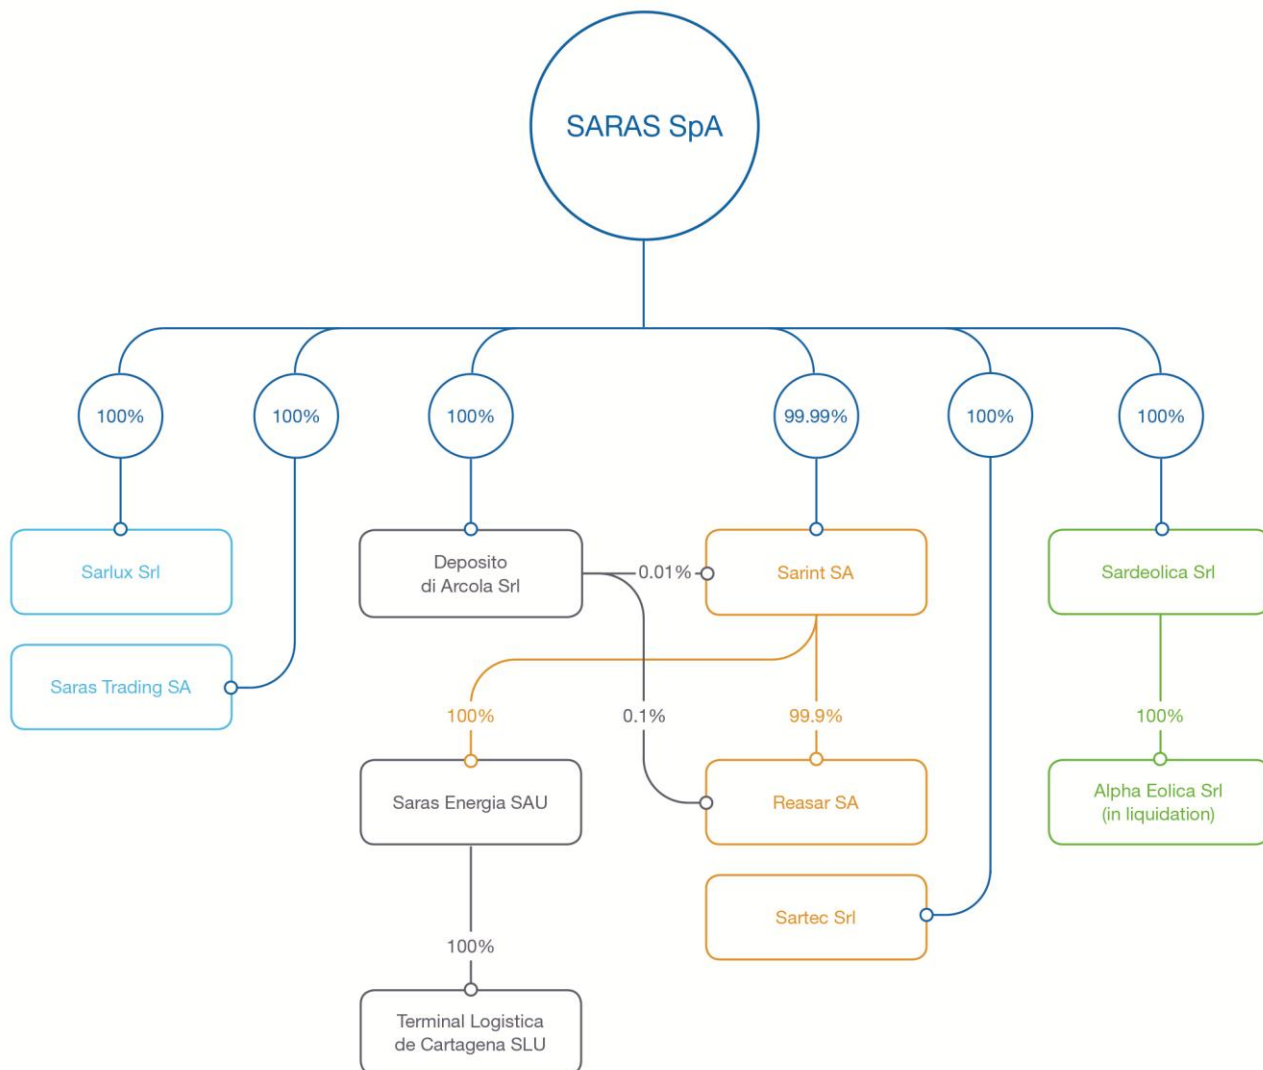 SARAS SpA
100%
100%
100%
99.99%
100%
100%
Sarlux Srl
Deposito
di Arcola Srl
0.01%
Sarint SA
Sardeolica Srl
Saras Trading SA
100%
0.1%
99.9%
100%
Saras Energia SAU
Reasar SA
Alpha Eolica Srl
(in liquidation)
Sartec Srl
100%
Terminal Logistica
de Cartagena SLU